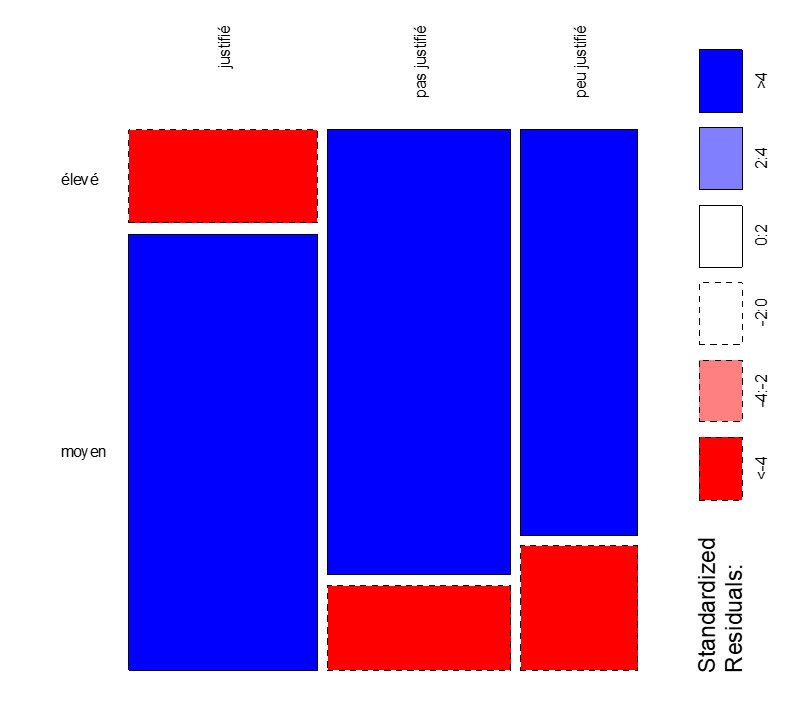 justifié
pas justifié
peu justifié
élevé
moyen
>4
2:4
0:2
-2:0
-4:-2
<-4
Standardized
Residuals: